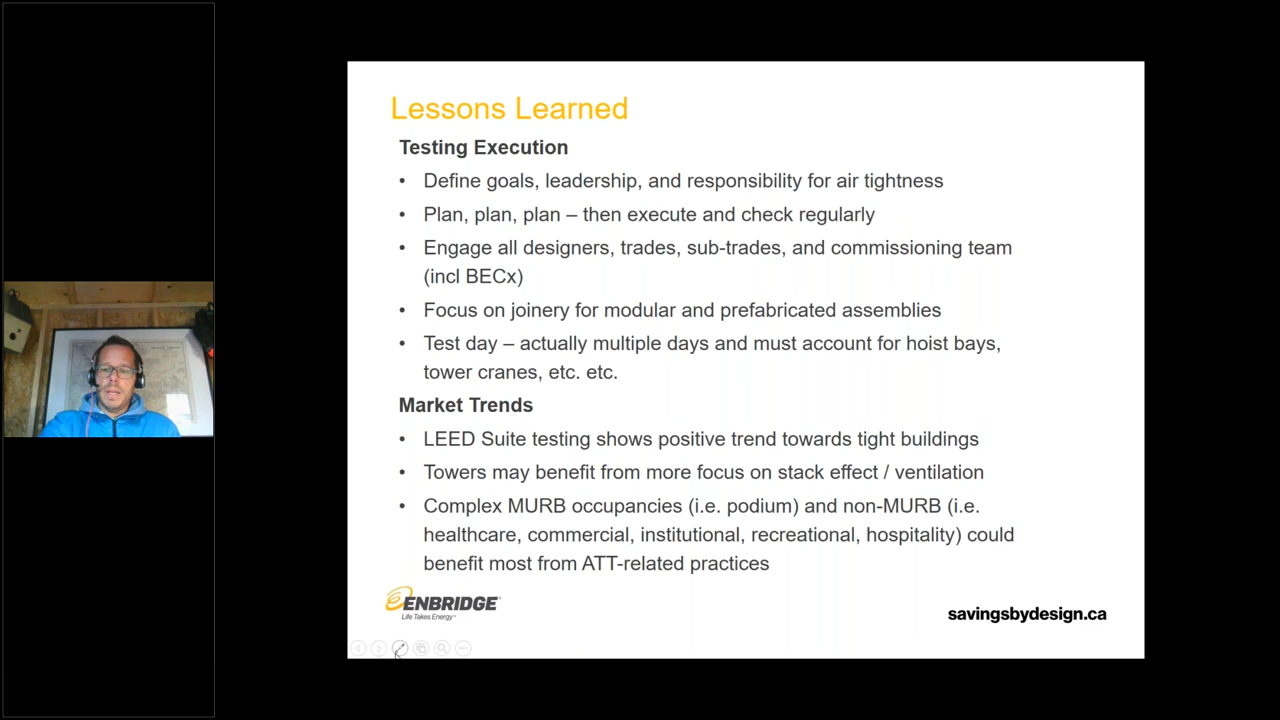 Lessons Learned
Testing Execution
• Define goals, leadership, and responsibility for air tightness
• Plan, plan, plan – then execute and check regularly
• Engage all designers, trades, sub-trades, and commissioning team
(incl BECx)
• Focus on joinery for modular and prefabricated assemblies
• Test day – actually multiple days and must account for hoist bays,
tower cranes, etc. etc.
Market Trends
• LEED Suite testing shows positive trend towards tight buildings
• Towers may benefit from more focus on stack effect / ventilation
• Complex MURB occupancies (i.e. podium) and non-MURB (i.e.
healthcare, commercial, institutional, recreational, hospitality) could
benefit most from ATT-related practices
ENBRIDGE
Life Takes Energy™
savingsbydesign.ca